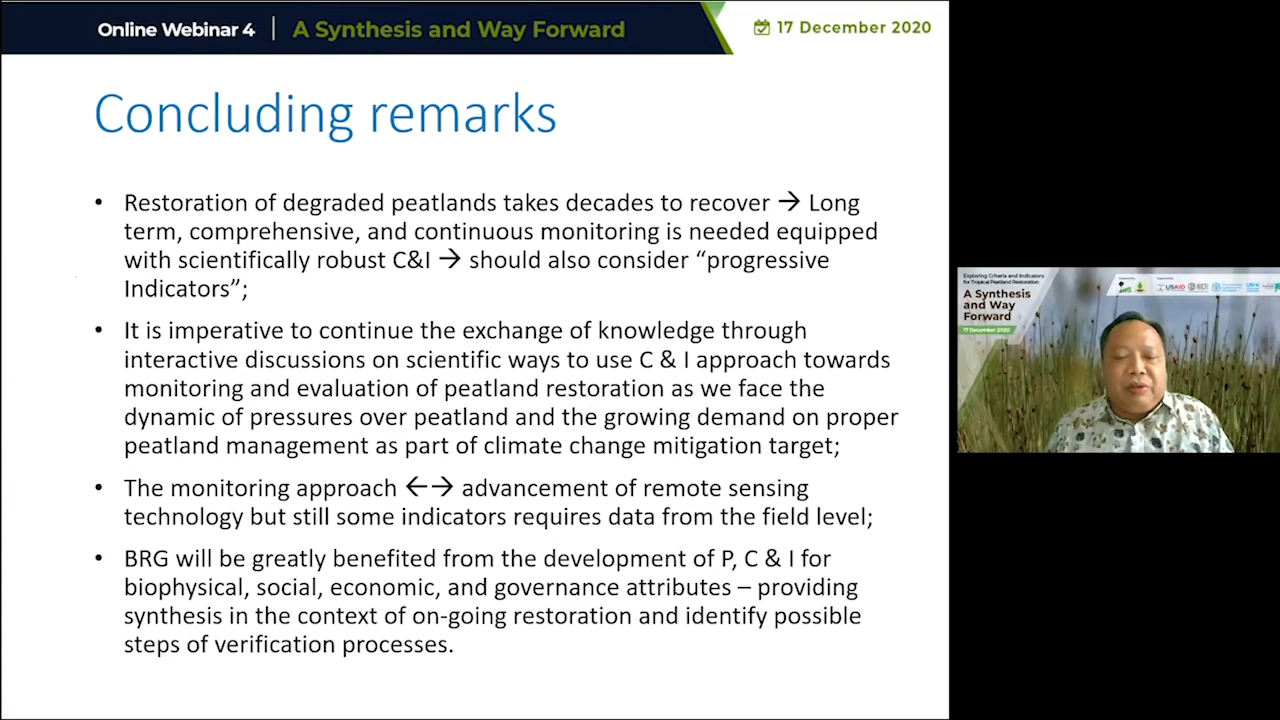 Online Webinar 4 | A Synthesis and Way Forward
17 December 2020
Concluding remarks
• Restoration of degraded peatlands takes decades to recover → Long
term, comprehensive, and continuous monitoring is needed equipped
with scientifically robust C&I → should also consider “progressive
Indicators”;
• It is imperative to continue the exchange of knowledge through
interactive discussions on scientific ways to use C & I approach towards
monitoring and evaluation of peatland restoration as we face the
dynamic of pressures over peatland and the growing demand on proper
peatland management as part of climate change mitigation target;
• The monitoring approach ←→ advancement of remote sensing
technology but still some indicators requires data from the field level;
• BRG will be greatly benefited from the development of P, C & I for
biophysical, social, economic, and governance attributes – providing
synthesis in the context of on-going restoration and identify possible
steps of verification processes.
Exploring Criteria and Indicators
for Tropical Peatland Restoration
A Synthesis
and Way
Forward
17 December 2020
USAID